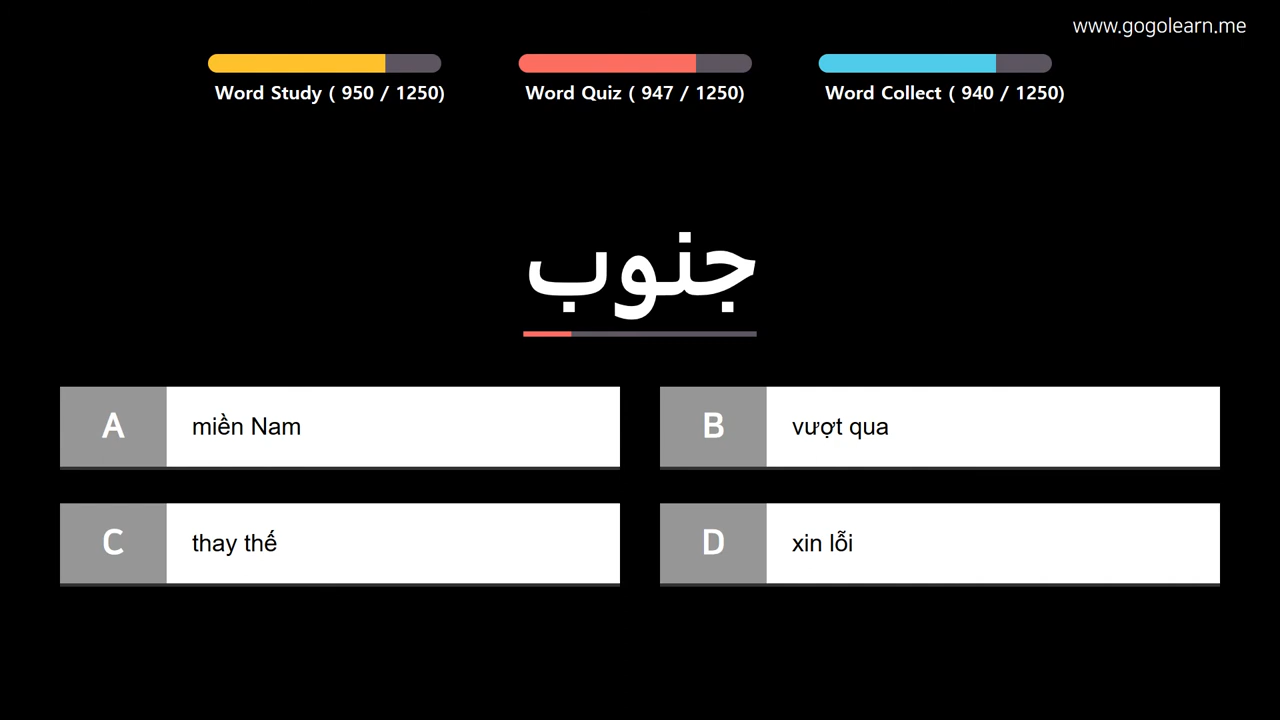 www.gogolearn.me
Word Study ( 950 / 1250)
Word Quiz ( 947 / 1250)
Word Collect ( 940 / 1250)
جنوب
A
miền Nam
B
vượt qua
C
thay thế
D
xin lỗi